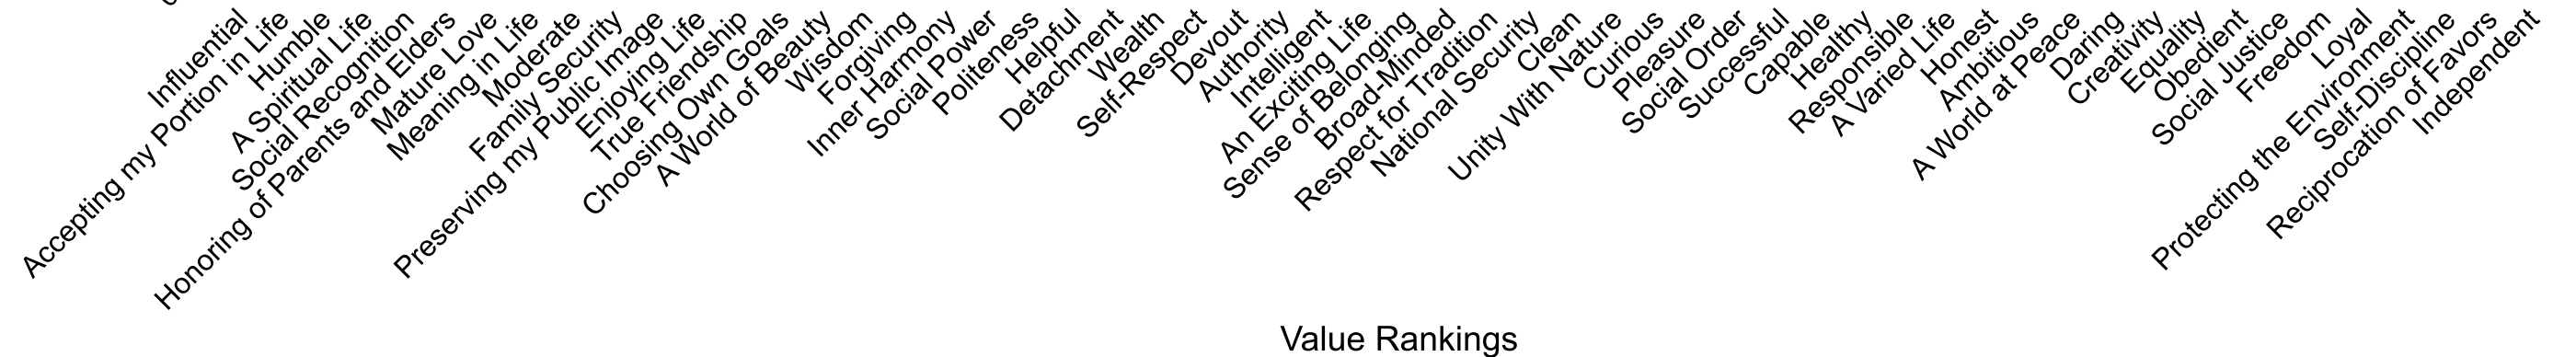 Influential
Accepting my Portion in Life
Humble
A Spiritual Life
Social Recognition
Honoring of Parents and Elders
Mature Love
Meaning in Life
Moderate
Family Security
Preserving my Public Image
Enjoying Life
True Friendship
Choosing Own Goals
A World of Beauty
Wisdom
Forgiving
Inner Harmony
Social Power
Politeness
Helpful
Detachment
Wealth
Self-Respect
Devout
Authority
Intelligent
An Exciting Life
Sense of Belonging
Broad-Minded
Respect for Tradition
National Security
Clean
Unity With Nature
Curious
Pleasure
Social Order
Successful
Capable
Healthy
Responsible
A Varied Life
Honest
Ambitious
A World at Peace
Daring
Creativity
Equality
Obedient
Social Justice
Freedom
Loyal
Protecting the Environment
Self-Discipline
Reciprocation of Favors
Independent
Value Rankings